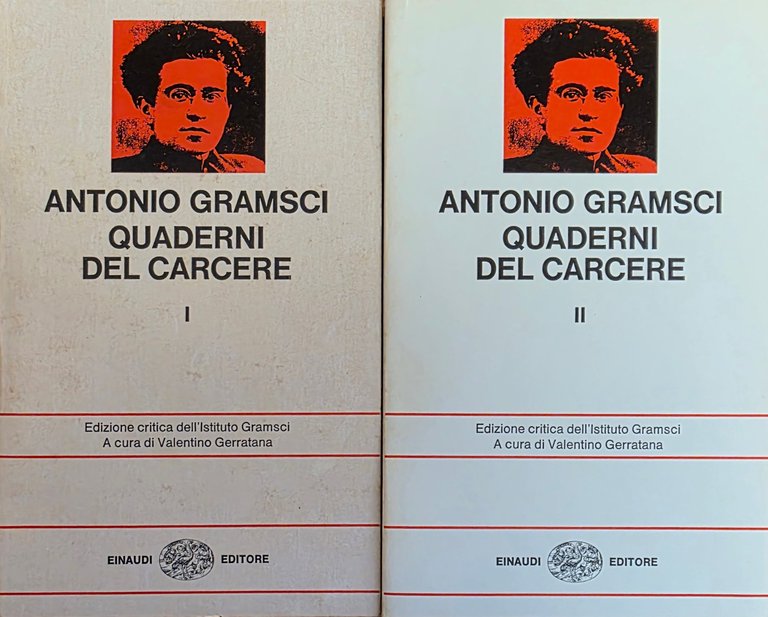 ANTONIO GRAMSCI
QUADERNI
DEL CARCERE
I
Edizione critica dell'Istituto Gramsci
A cura di Valentino Gerratana
EINAUDI EDITORE
ANTONIO GRAMSCI
QUADERNI
DEL CARCERE
II
Edizione critica dell'Istituto Gramsci
A cura di Valentino Gerratana
EINAUDI EDITORE